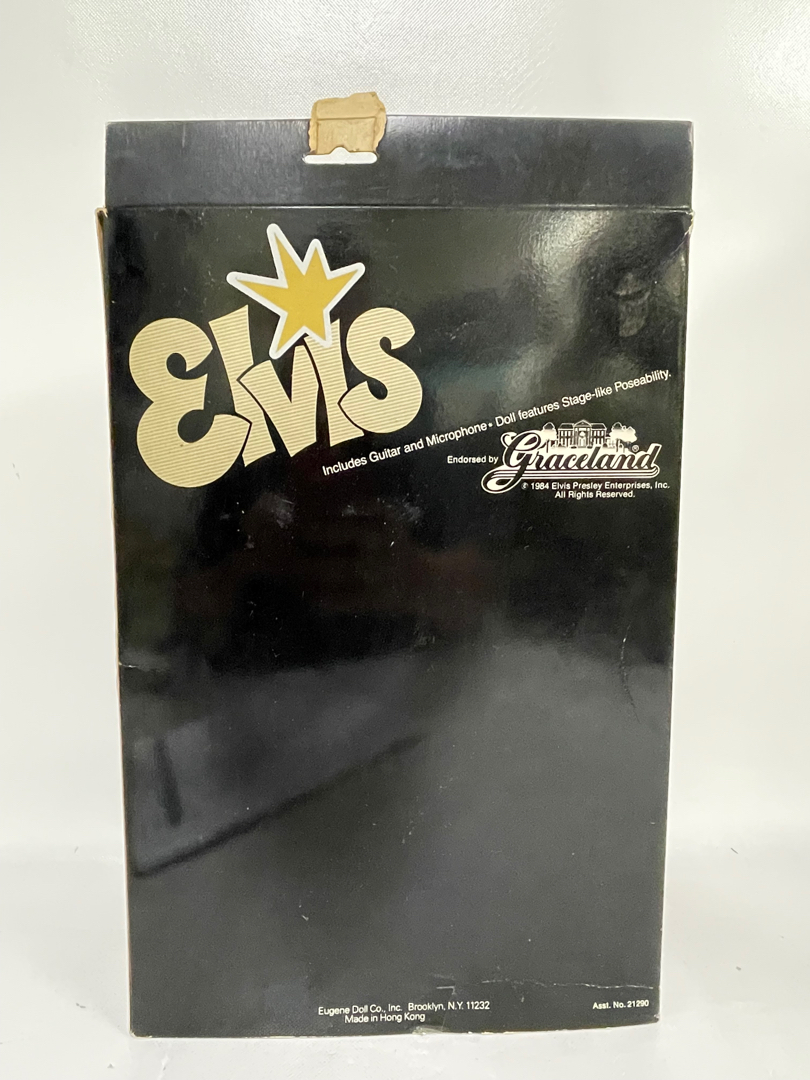 Elvis
Includes Guitar and Microphone • Doll features Stage-like Poseability.
Endorsed by Graceland®
© 1984 Elvis Presley Enterprises, Inc.
All Rights Reserved.
Eugene Doll Co., Inc. Brooklyn, N.Y. 11232
Made in Hong Kong
Asst. No. 21290